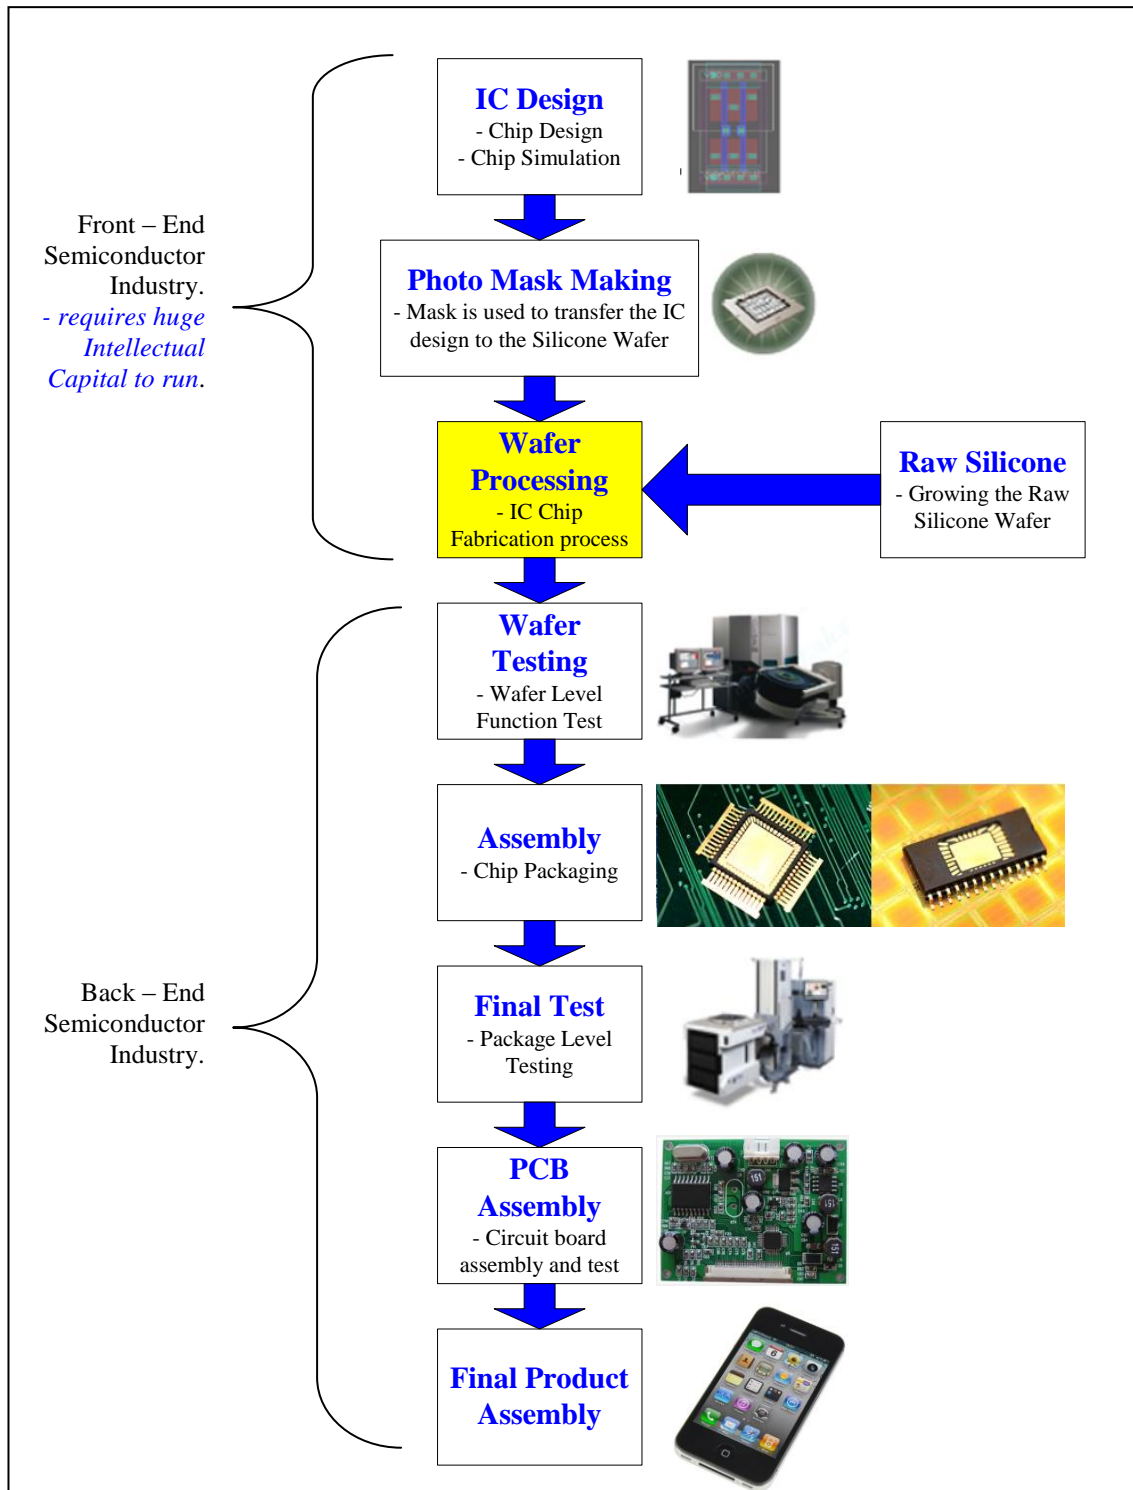 IC Design
- Chip Design
- Chip Simulation
Front – End
Semiconductor
Industry.
- requires huge
Intellectual
Capital to run.
Photo Mask Making
- Mask is used to transfer the IC
design to the Silicone Wafer
Wafer
Processing
- IC Chip
Fabrication process
Raw Silicone
- Growing the Raw
Silicone Wafer
Wafer
Testing
- Wafer Level
Function Test
Assembly
- Chip Packaging
Back – End
Semiconductor
Industry.
Final Test
- Package Level
Testing
PCB
Assembly
- Circuit board
assembly and test
151
151
151
Final Product
Assembly